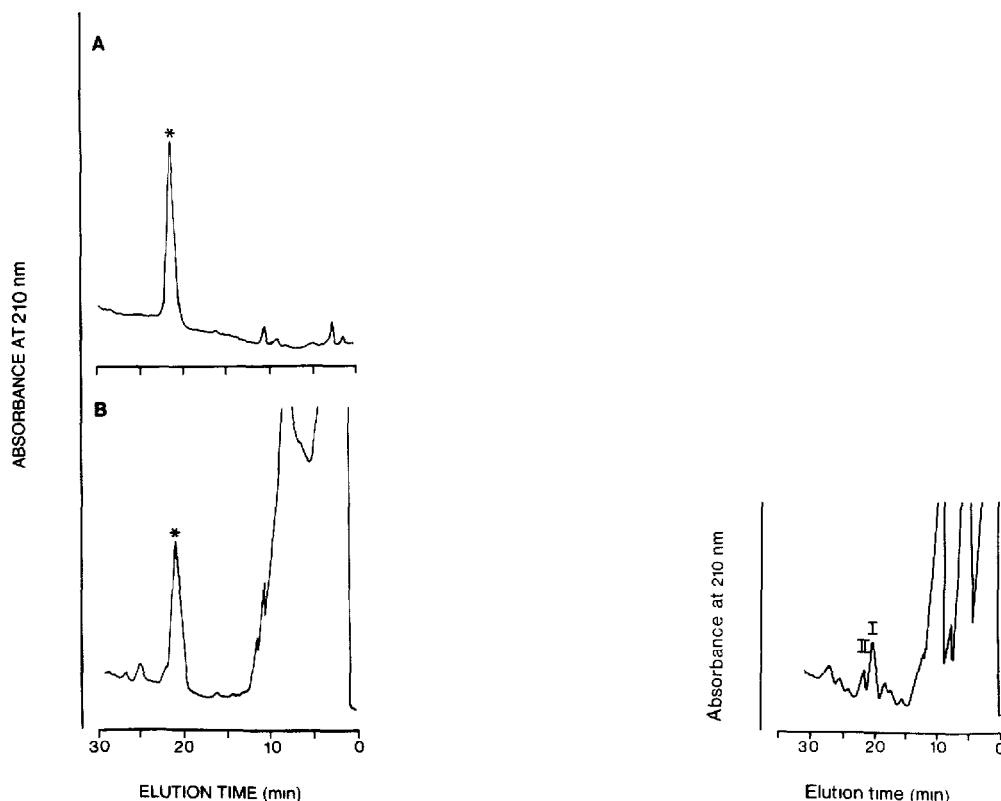 A
*
ABSORBANCE AT 210 nm
B
*
30 20 10 0
ELUTION TIME (min)
Absorbance at 210 nm
II
I
30 20 10 0
Elution time (min)